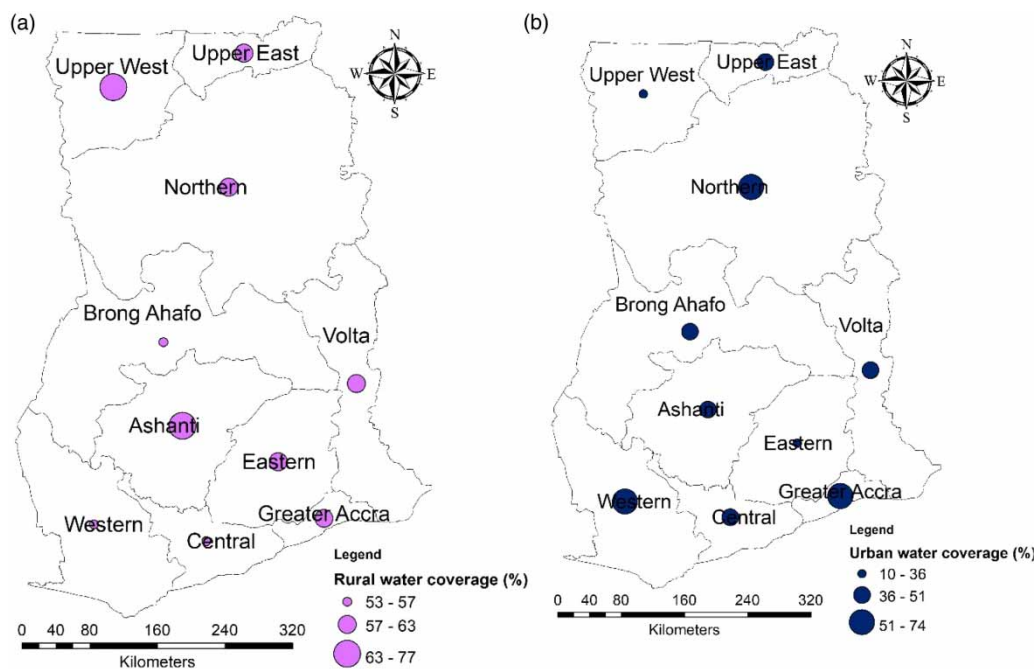 (a)
N
W E
S
Upper East
Upper West
Northern
Brong Ahafo
Volta
Ashanti
Eastern
Greater Accra
Western
Central
Legend
Rural water coverage (%)
53 - 57
57 - 63
63 - 77
0 40 80 160 240 320
Kilometers
(b)
N
W E
S
Upper East
Upper West
Northern
Brong Ahafo
Volta
Ashanti
Eastern
Greater Accra
Western
Central
Legend
Urban water coverage (%)
10 - 36
36 - 51
51 - 74
0 40 80 160 240 320
Kilometers